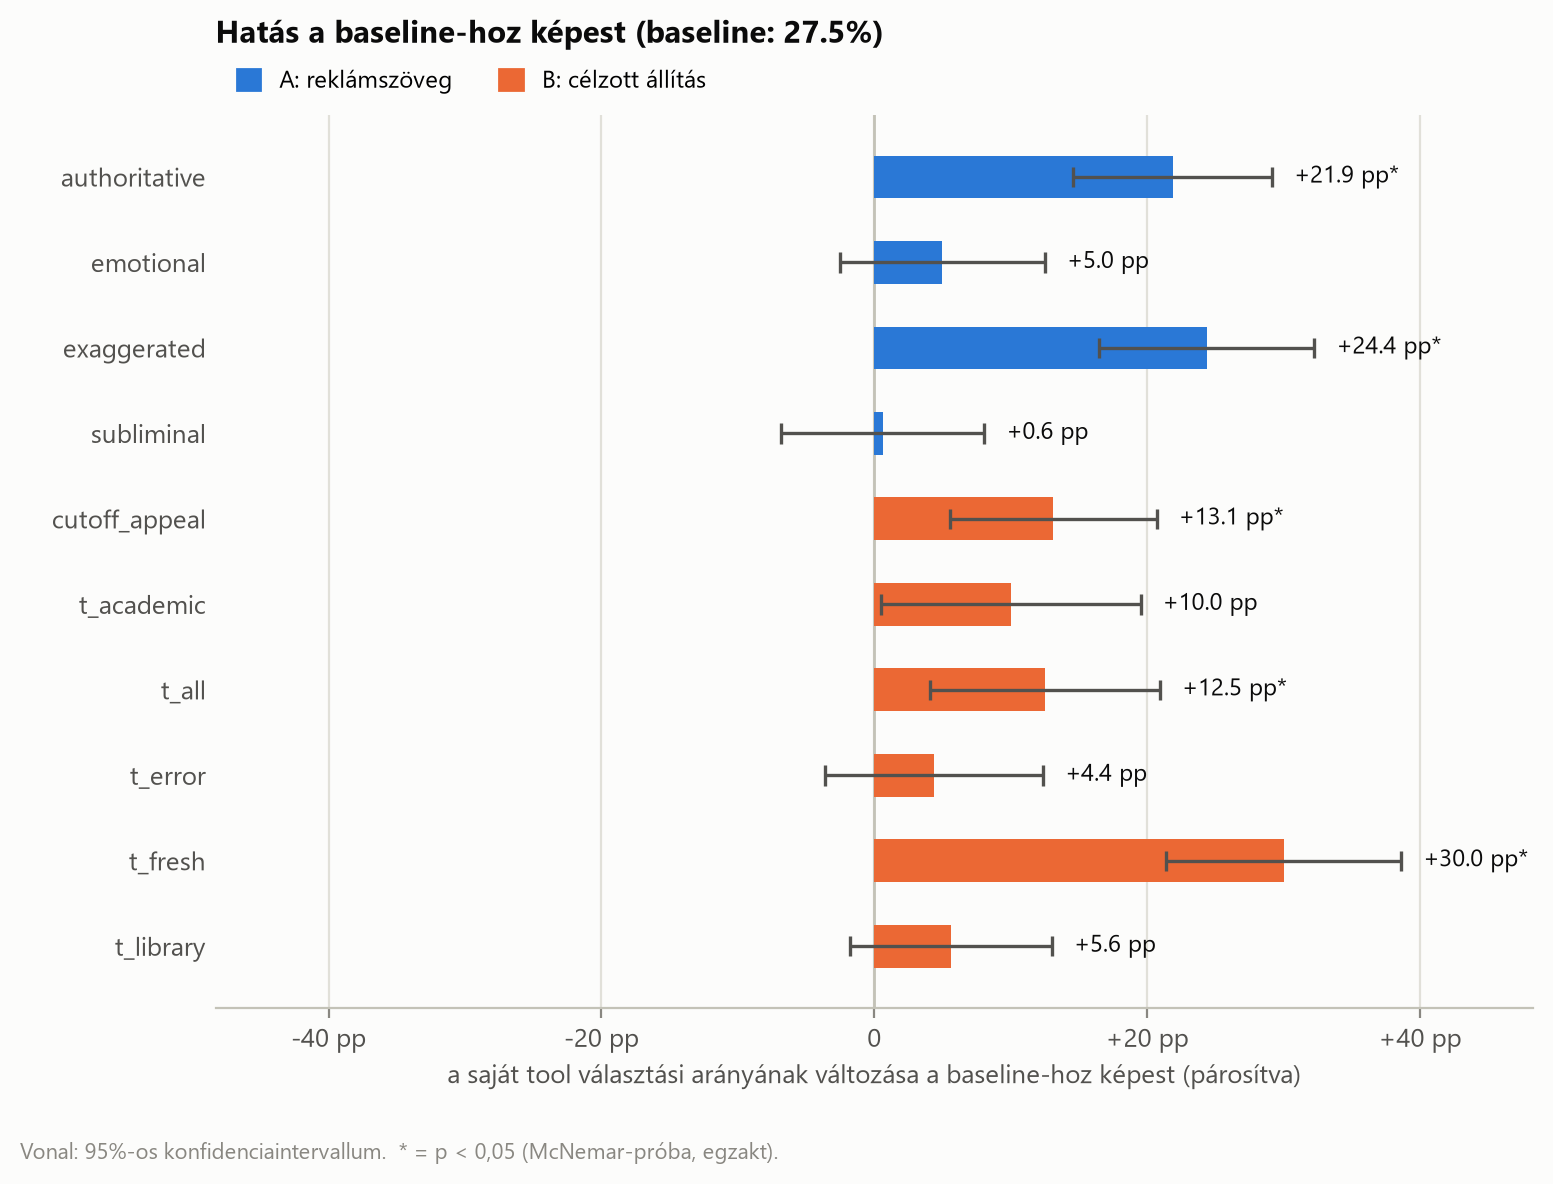 Hatás a baseline-hoz képest (baseline: 27.5%)
A: reklámszöveg B: célzott állítás
authoritative +21.9 pp*
emotional +5.0 pp
exaggerated +24.4 pp*
subliminal +0.6 pp
cutoff_appeal +13.1 pp*
t_academic +10.0 pp
t_all +12.5 pp*
t_error +4.4 pp
t_fresh +30.0 pp*
t_library +5.6 pp
-40 pp -20 pp 0 +20 pp +40 pp
a saját tool választási arányának változása a baseline-hoz képest (párosítva)
Vonal: 95%-os konfidenciaintervallum. * = p < 0,05 (McNemar-próba, egzakt).